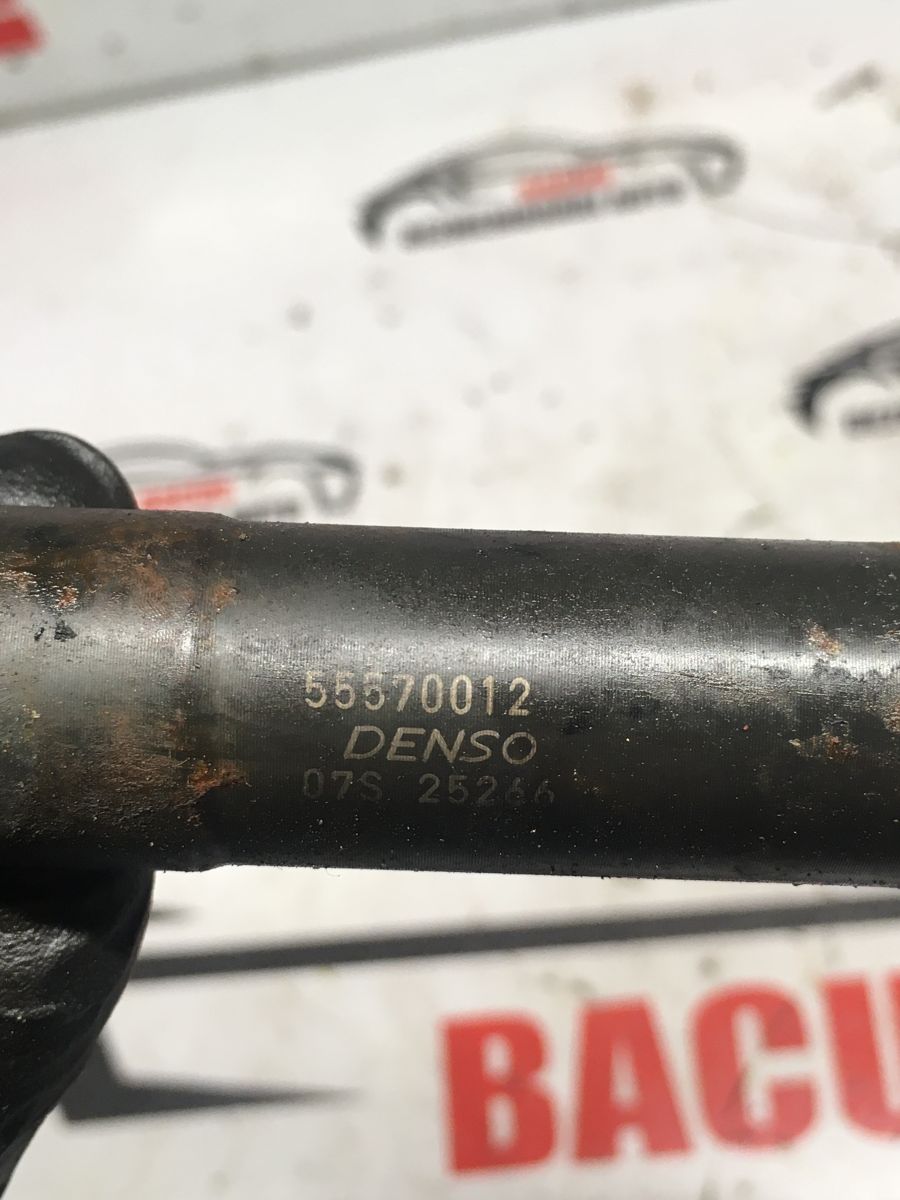 55570012
DENSO
07S 25266
BACU